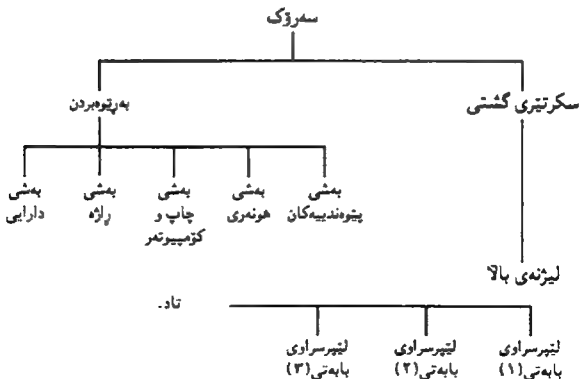 سەرۆک
سکرتێری گشتی
بەڕێوەبردن
بەشی پێوەندییەکان
بەشی هونەری
بەشی چاپ و کۆمپیوتەر
بەشی ڕاژە
بەشی دارایی
لیژنەی باڵا
لێپرسراوی بابەتی(١)
لێپرسراوی بابەتی(٢)
لێپرسراوی بابەتی(٣)
تاد.